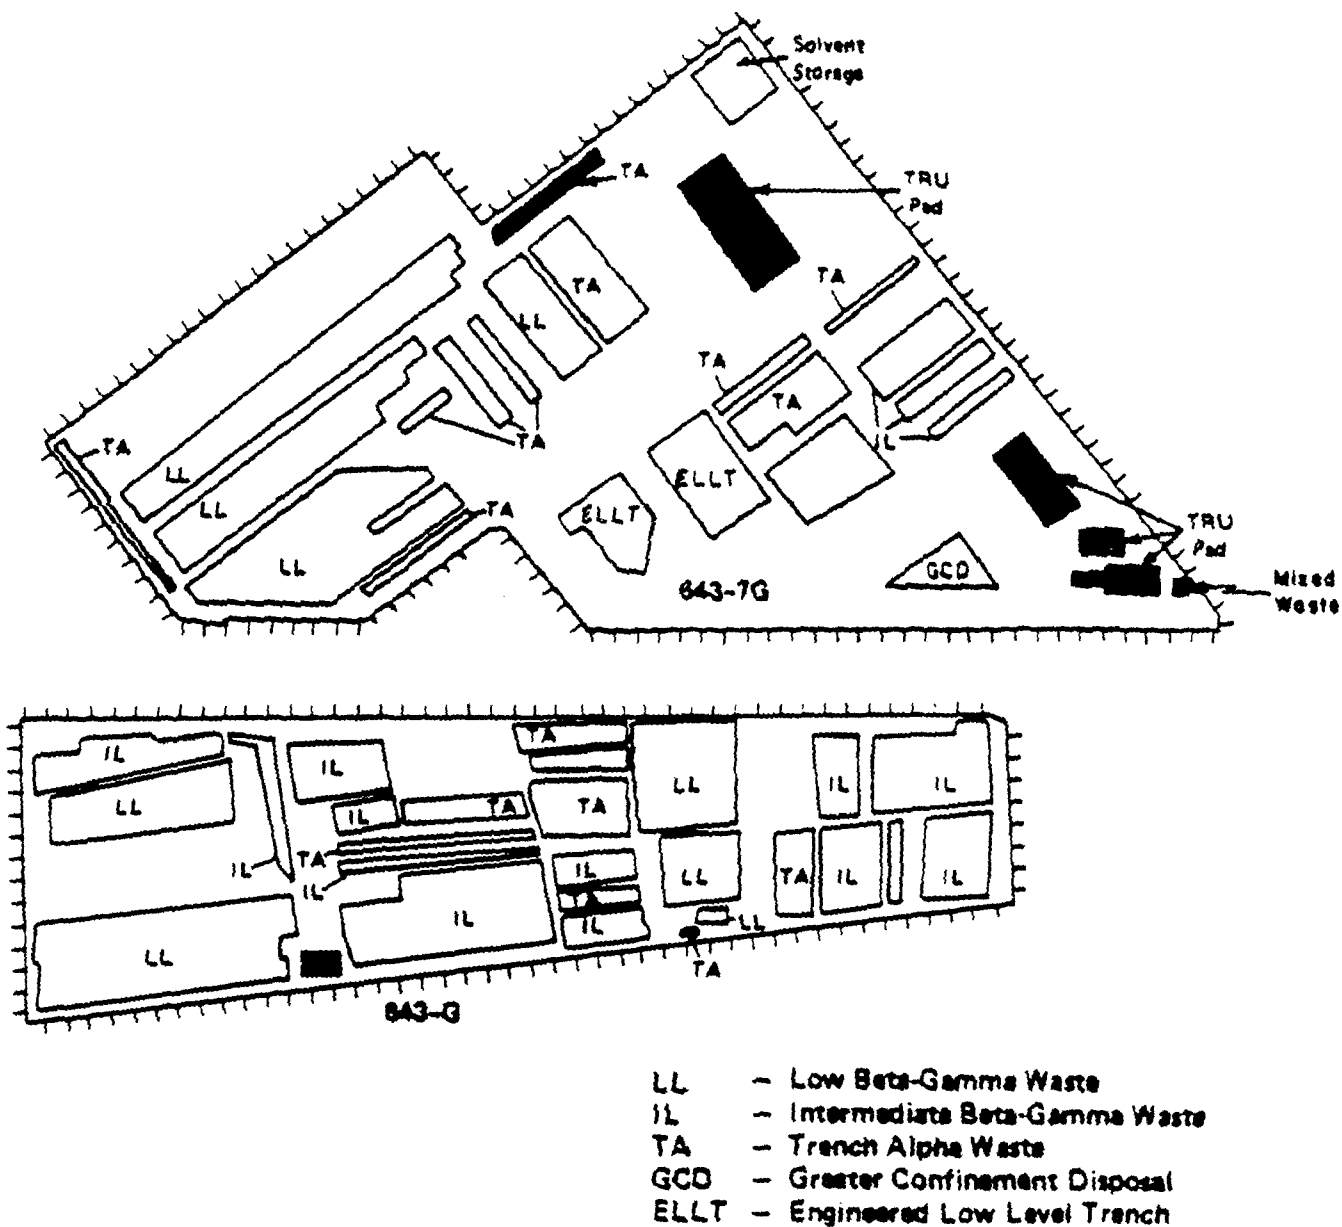 Solvent
Storage
TA
TRU
Pad
TA
TA
LL
TA
TA
TA
TA
IL
LL
ELLT
LL
TA
ELLT
TRU
Pad
LL
GCD
643-7G
Mixed
Waste
TA
IL
IL
LL
IL
LL
IL
TA
TA
IL
TA
IL
IL
LL
TA
IL
IL
IL
TA
IL
IL
LL
LL
TA
643-G
LL – Low Beta-Gamma Waste
IL – Intermediate Beta-Gamma Waste
TA – Trench Alpha Waste
GCD – Greater Confinement Disposal
ELLT – Engineered Low Level Trench